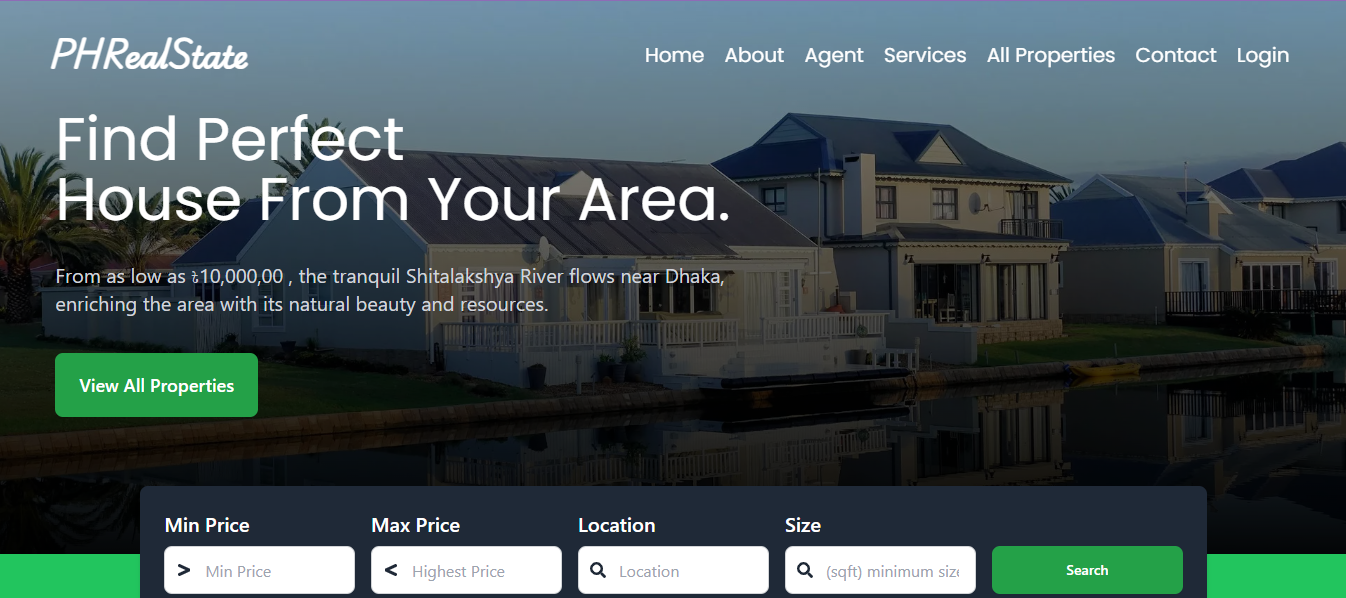 PHRealState
Home About Agent Services All Properties Contact Login
Find Perfect
House From Your Area.
From as low as ৳10,000,00 , the tranquil Shitalakshya River flows near Dhaka,
enriching the area with its natural beauty and resources.
View All Properties
Min Price Max Price Location Size
> Min Price < Highest Price Location (sqft) minimum size Search